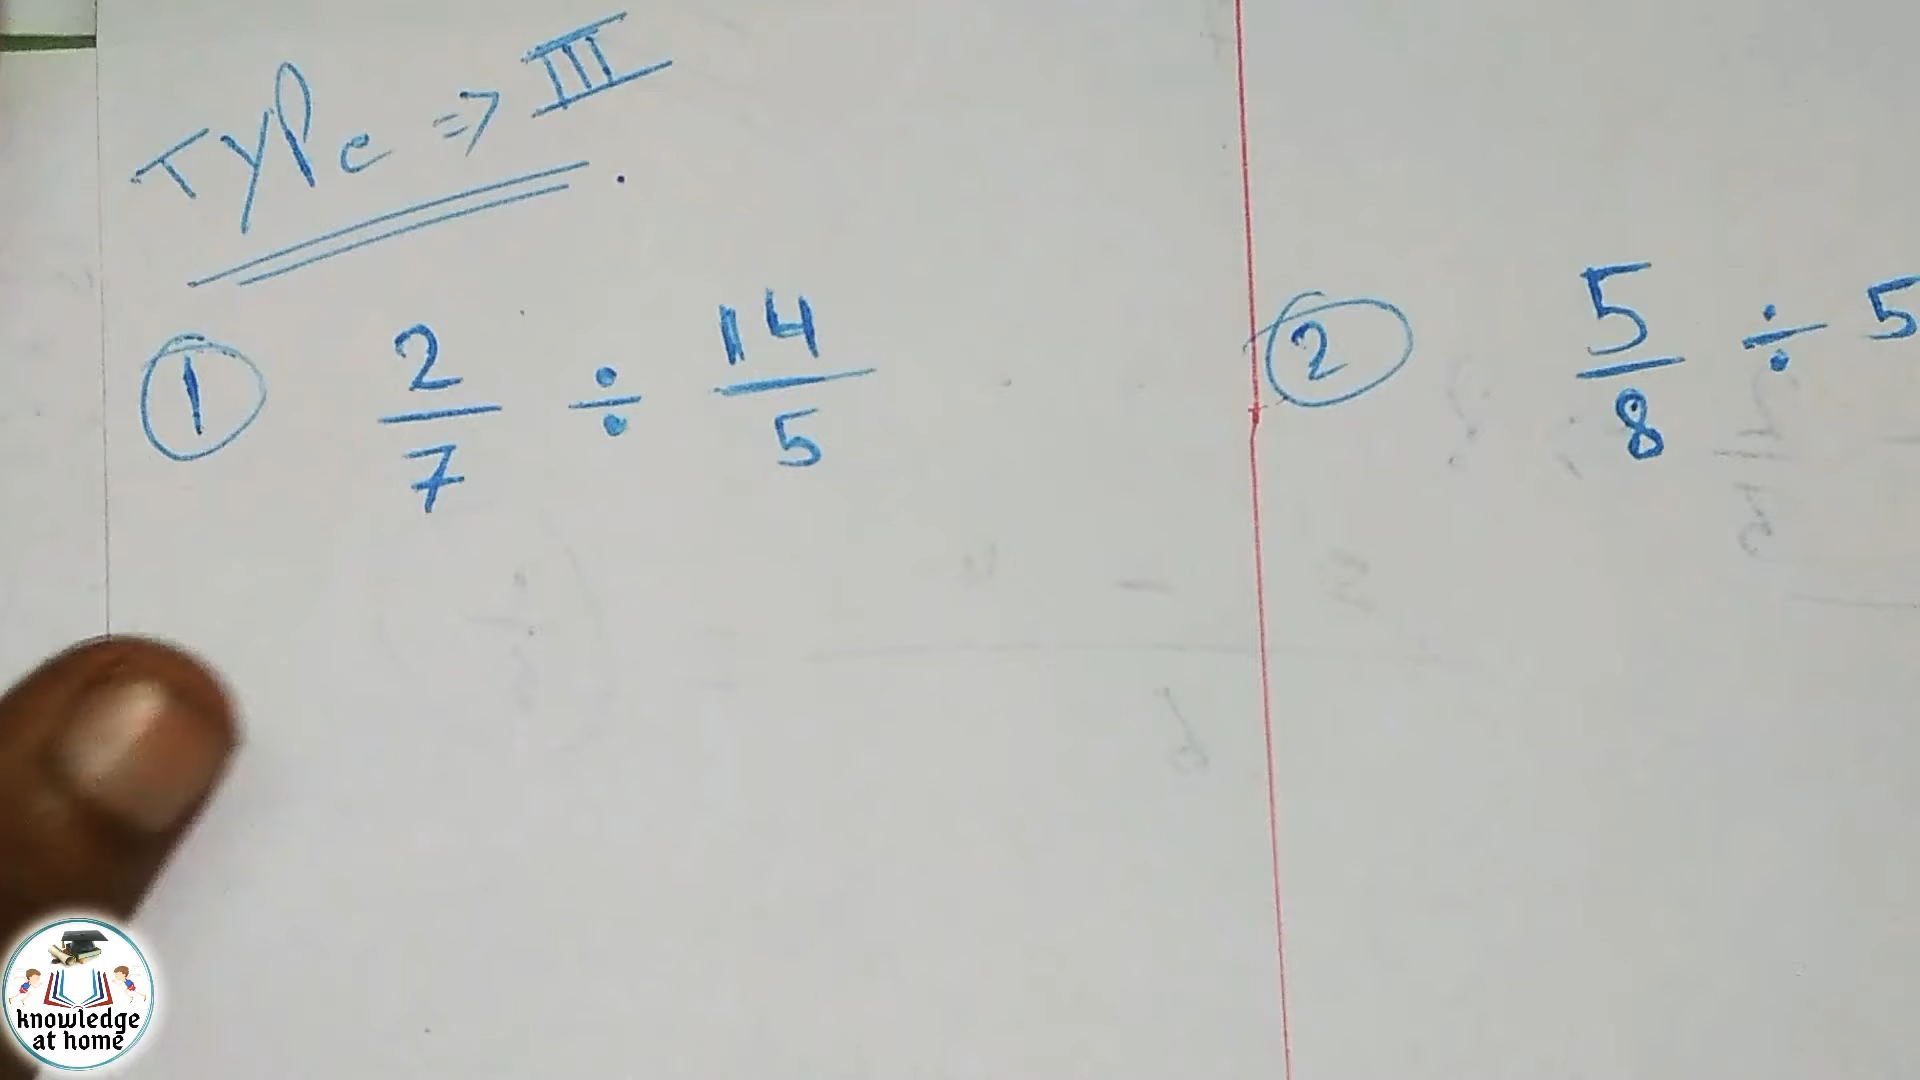 TYPe => III
① 2/7 ÷ 14/5
② 5/8 ÷ 5
knowledge
at home